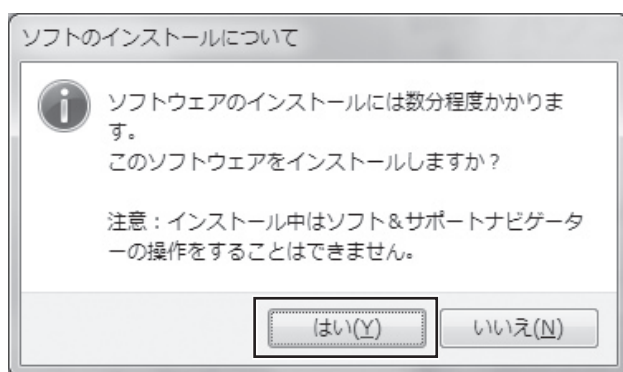 ソフトのインストールについて
ソフトウェアのインストールには数分程度かかりま
す。
このソフトウェアをインストールしますか？
注意：インストール中はソフト＆サポートナビゲータ
ーの操作をすることはできません。
はい(Y)
いいえ(N)